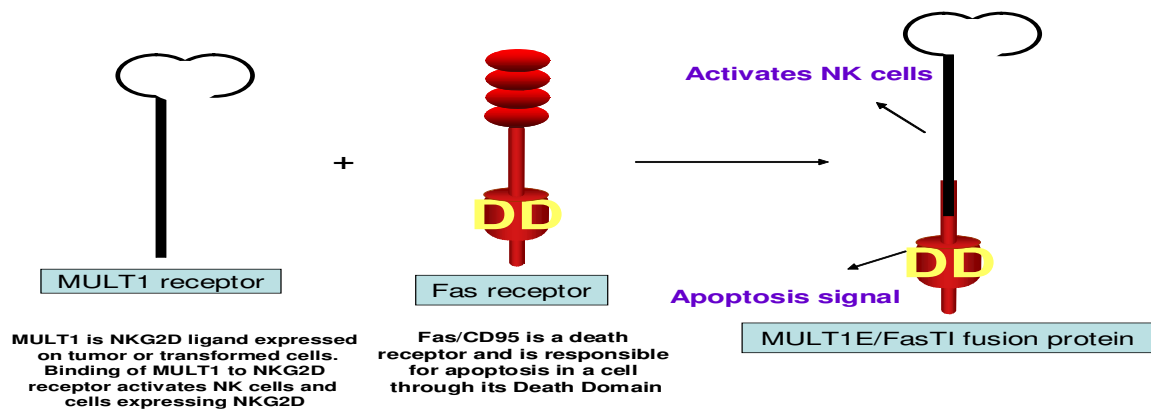 Activates NK cells
+
DD
DD
Apoptosis signal
MULT1 receptor
Fas receptor
MULT1E/FasTI fusion protein
MULT1 is NKG2D ligand expressed
on tumor or transformed cells.
Binding of MULT1 to NKG2D
receptor activates NK cells and
cells expressing NKG2D
Fas/CD95 is a death
receptor and is responsible
for apoptosis in a cell
through its Death Domain